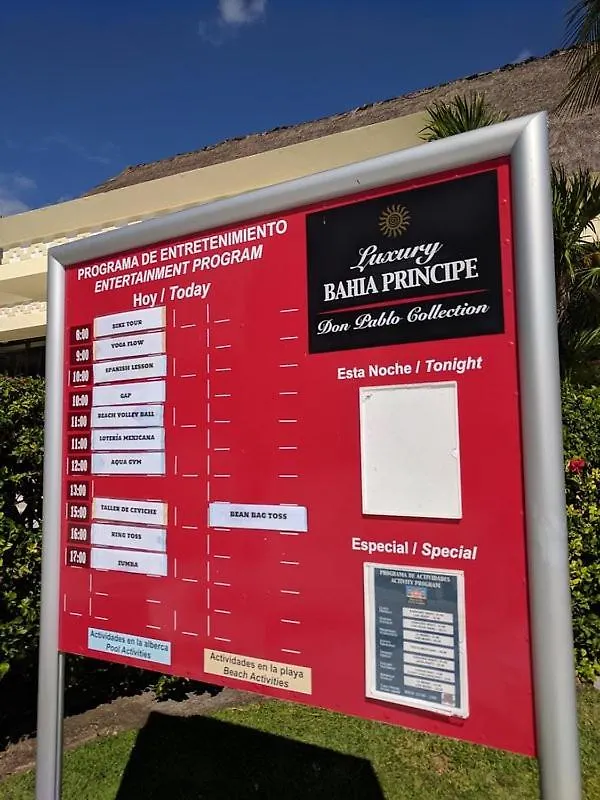 PROGRAMA DE ENTRETENIMIENTO
ENTERTAINMENT PROGRAM
Hoy / Today
Luxury
BAHIA PRINCIPE
Don Pablo Collection
8:00 BIKE TOUR
9:00 YOGA FLOW
10:00 SPANISH LESSON
10:00 GAP
11:00 BEACH VOLLEY BALL
11:00 LOTERÍA MEXICANA
12:00 AQUA GYM
13:00
15:00 TALLER DE CEVICHE BEAN BAG TOSS
16:00 RING TOSS
17:00 ZUMBA
Esta Noche / Tonight
Especial / Special
PROGRAMA DE ACTIVIDADES
ACTIVITY PROGRAM
Actividades en la alberca
Pool Activities
Actividades en la playa
Beach Activities